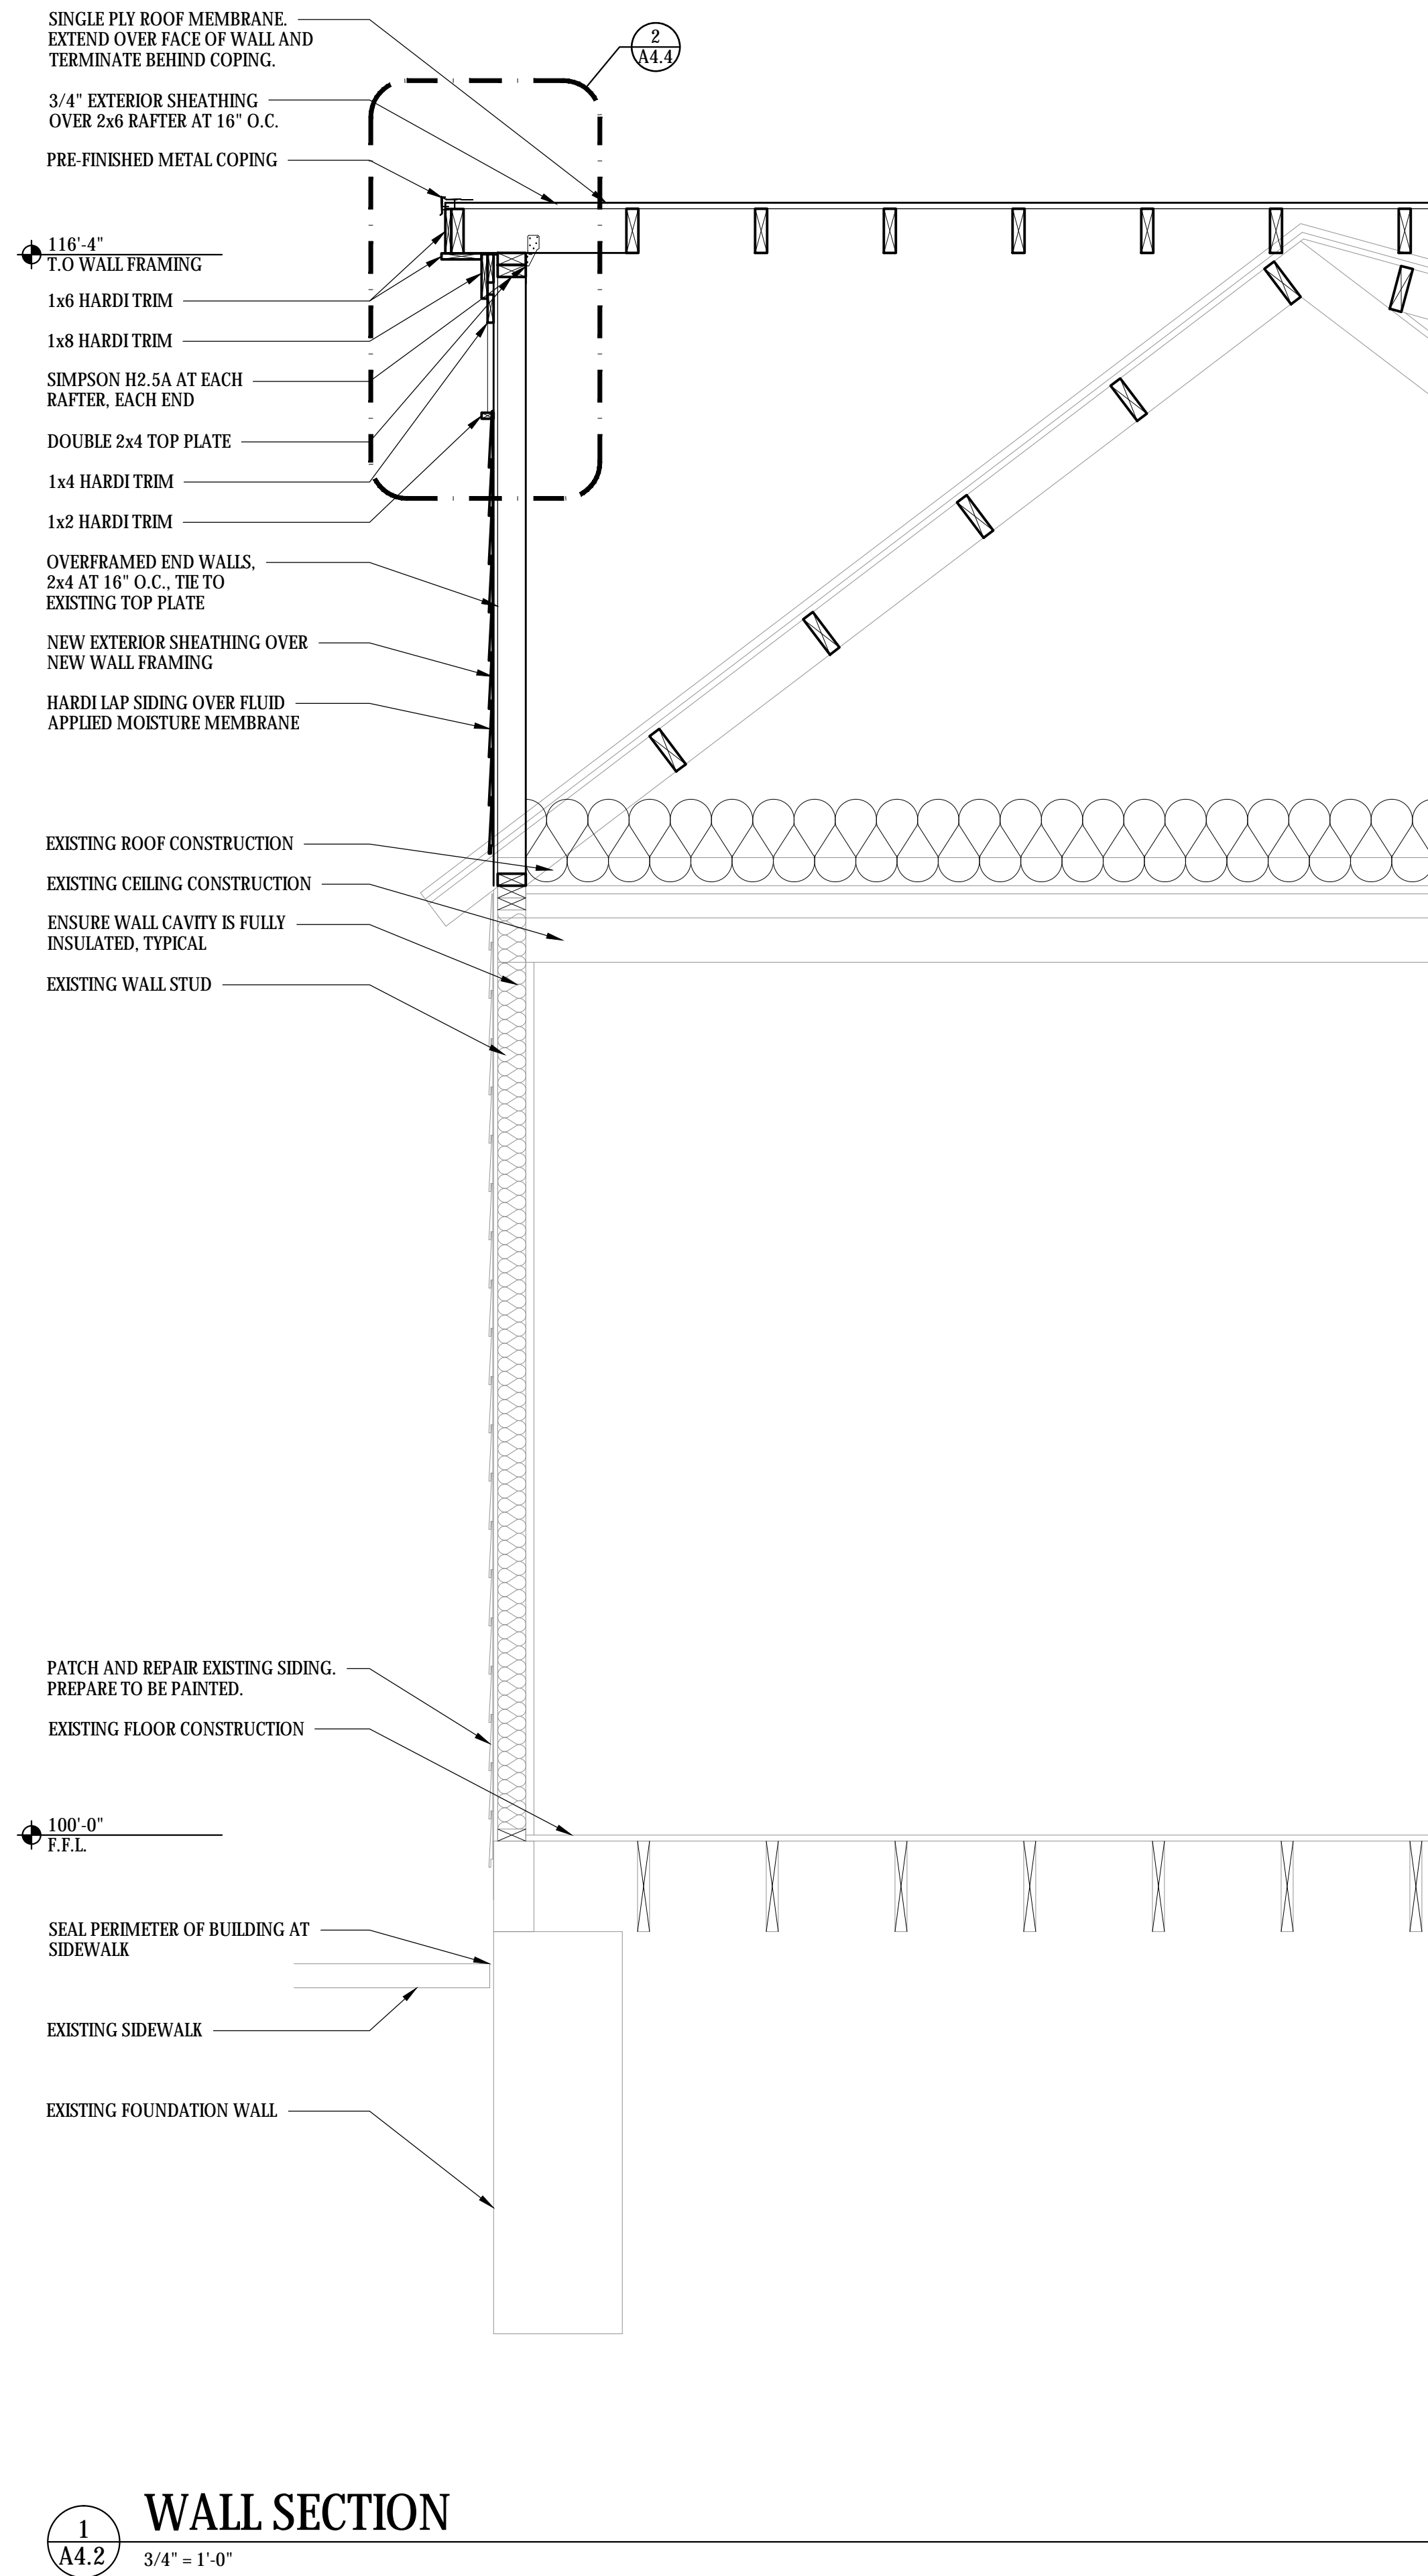 SINGLE PLY ROOF MEMBRANE.
EXTEND OVER FACE OF WALL AND
TERMINATE BEHIND COPING.
2
A4.4
3/4" EXTERIOR SHEATHING
OVER 2x6 RAFTER AT 16" O.C.
PRE-FINISHED METAL COPING
116'-4"
T.O WALL FRAMING
1x6 HARDI TRIM
1x8 HARDI TRIM
SIMPSON H2.5A AT EACH
RAFTER, EACH END
DOUBLE 2x4 TOP PLATE
1x4 HARDI TRIM
1x2 HARDI TRIM
OVERFRAMED END WALLS,
2x4 AT 16" O.C., TIE TO
EXISTING TOP PLATE
NEW EXTERIOR SHEATHING OVER
NEW WALL FRAMING
HARDI LAP SIDING OVER FLUID
APPLIED MOISTURE MEMBRANE
EXISTING ROOF CONSTRUCTION
EXISTING CEILING CONSTRUCTION
ENSURE WALL CAVITY IS FULLY
INSULATED, TYPICAL
EXISTING WALL STUD
PATCH AND REPAIR EXISTING SIDING.
PREPARE TO BE PAINTED.
EXISTING FLOOR CONSTRUCTION
100'-0"
F.F.L.
SEAL PERIMETER OF BUILDING AT
SIDEWALK
EXISTING SIDEWALK
EXISTING FOUNDATION WALL
1
A4.2
WALL SECTION
3/4" = 1'-0"